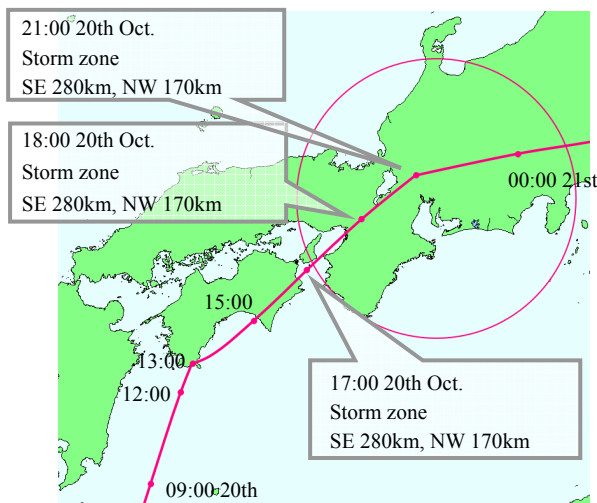 21:00 20th Oct.
Storm zone
SE 280km, NW 170km
18:00 20th Oct.
Storm zone
SE 280km, NW 170km
00:00 21st
15:00
13:00
12:00
17:00 20th Oct.
Storm zone
SE 280km, NW 170km
09:00 20th